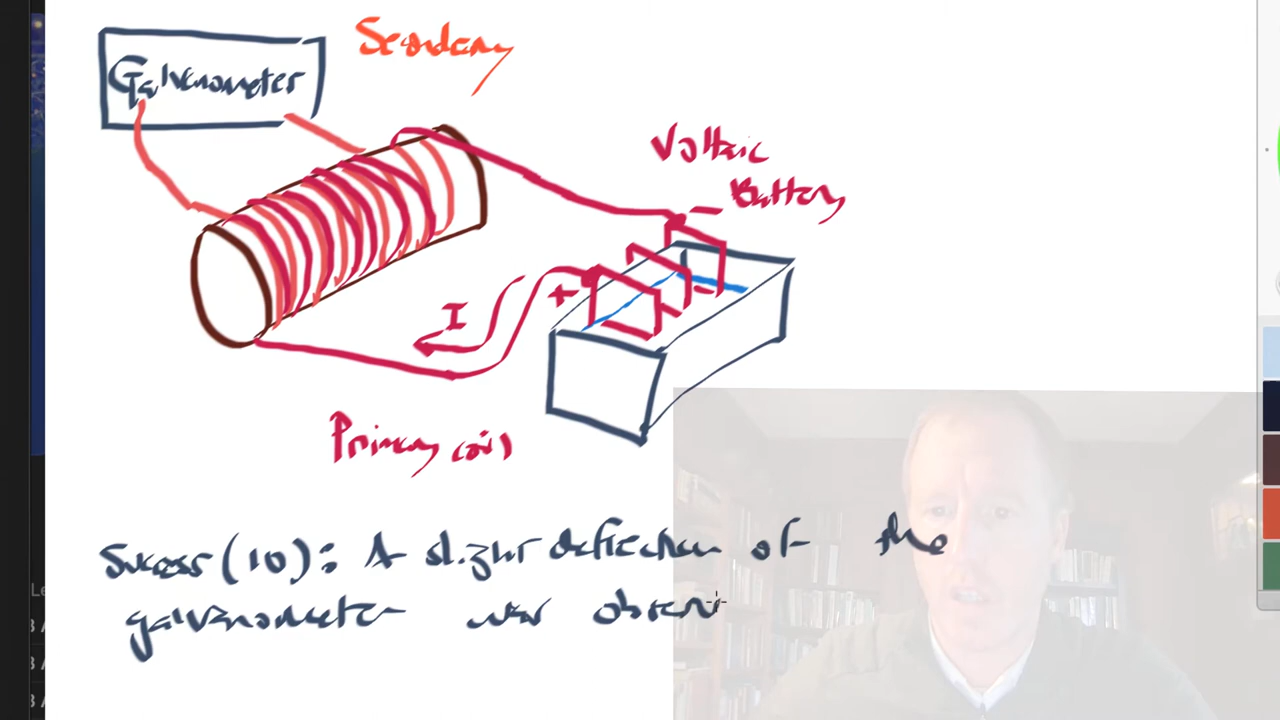 Secondary
Galvanometer
Voltaic
Battery
−
+
I
Primary coil
Success (10): A slight deflection of the
galvanometer was observ